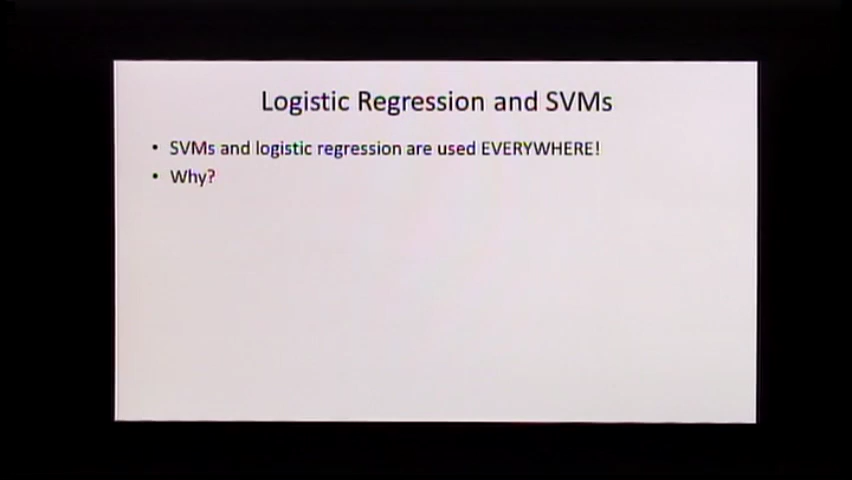 Logistic Regression and SVMs
• SVMs and logistic regression are used EVERYWHERE!
• Why?